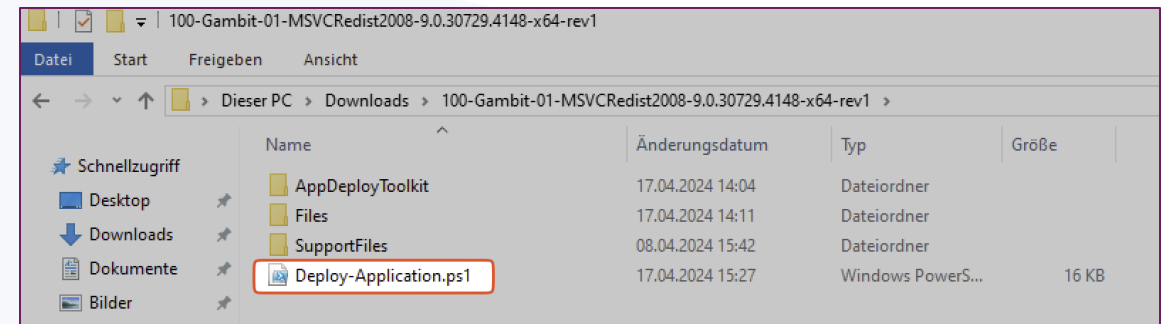 100-Gambit-01-MSVCRedist2008-9.0.30729.4148-x64-rev1
Datei Start Freigeben Ansicht
Dieser PC > Downloads > 100-Gambit-01-MSVCRedist2008-9.0.30729.4148-x64-rev1 >
Name Änderungsdatum Typ Größe
Schnellzugriff
AppDeployToolkit 17.04.2024 14:04 Dateiordner
Desktop
Files 17.04.2024 14:11 Dateiordner
Downloads
SupportFiles 08.04.2024 15:42 Dateiordner
Dokumente
Deploy-Application.ps1 17.04.2024 15:27 Windows PowerS... 16 KB
Bilder